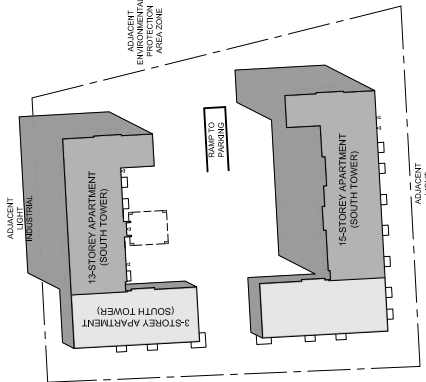 ADJACENT
ENVIRONMENTAL
PROTECTION
AREA ZONE
RAMP TO
PARKING
13-STOREY APARTMENT
(SOUTH TOWER)
15-STOREY APARTMENT
(SOUTH TOWER)
ADJACENT
LIGHT
INDUSTRIAL
3-STOREY APARTMENT
(SOUTH TOWER)
ADJACENT